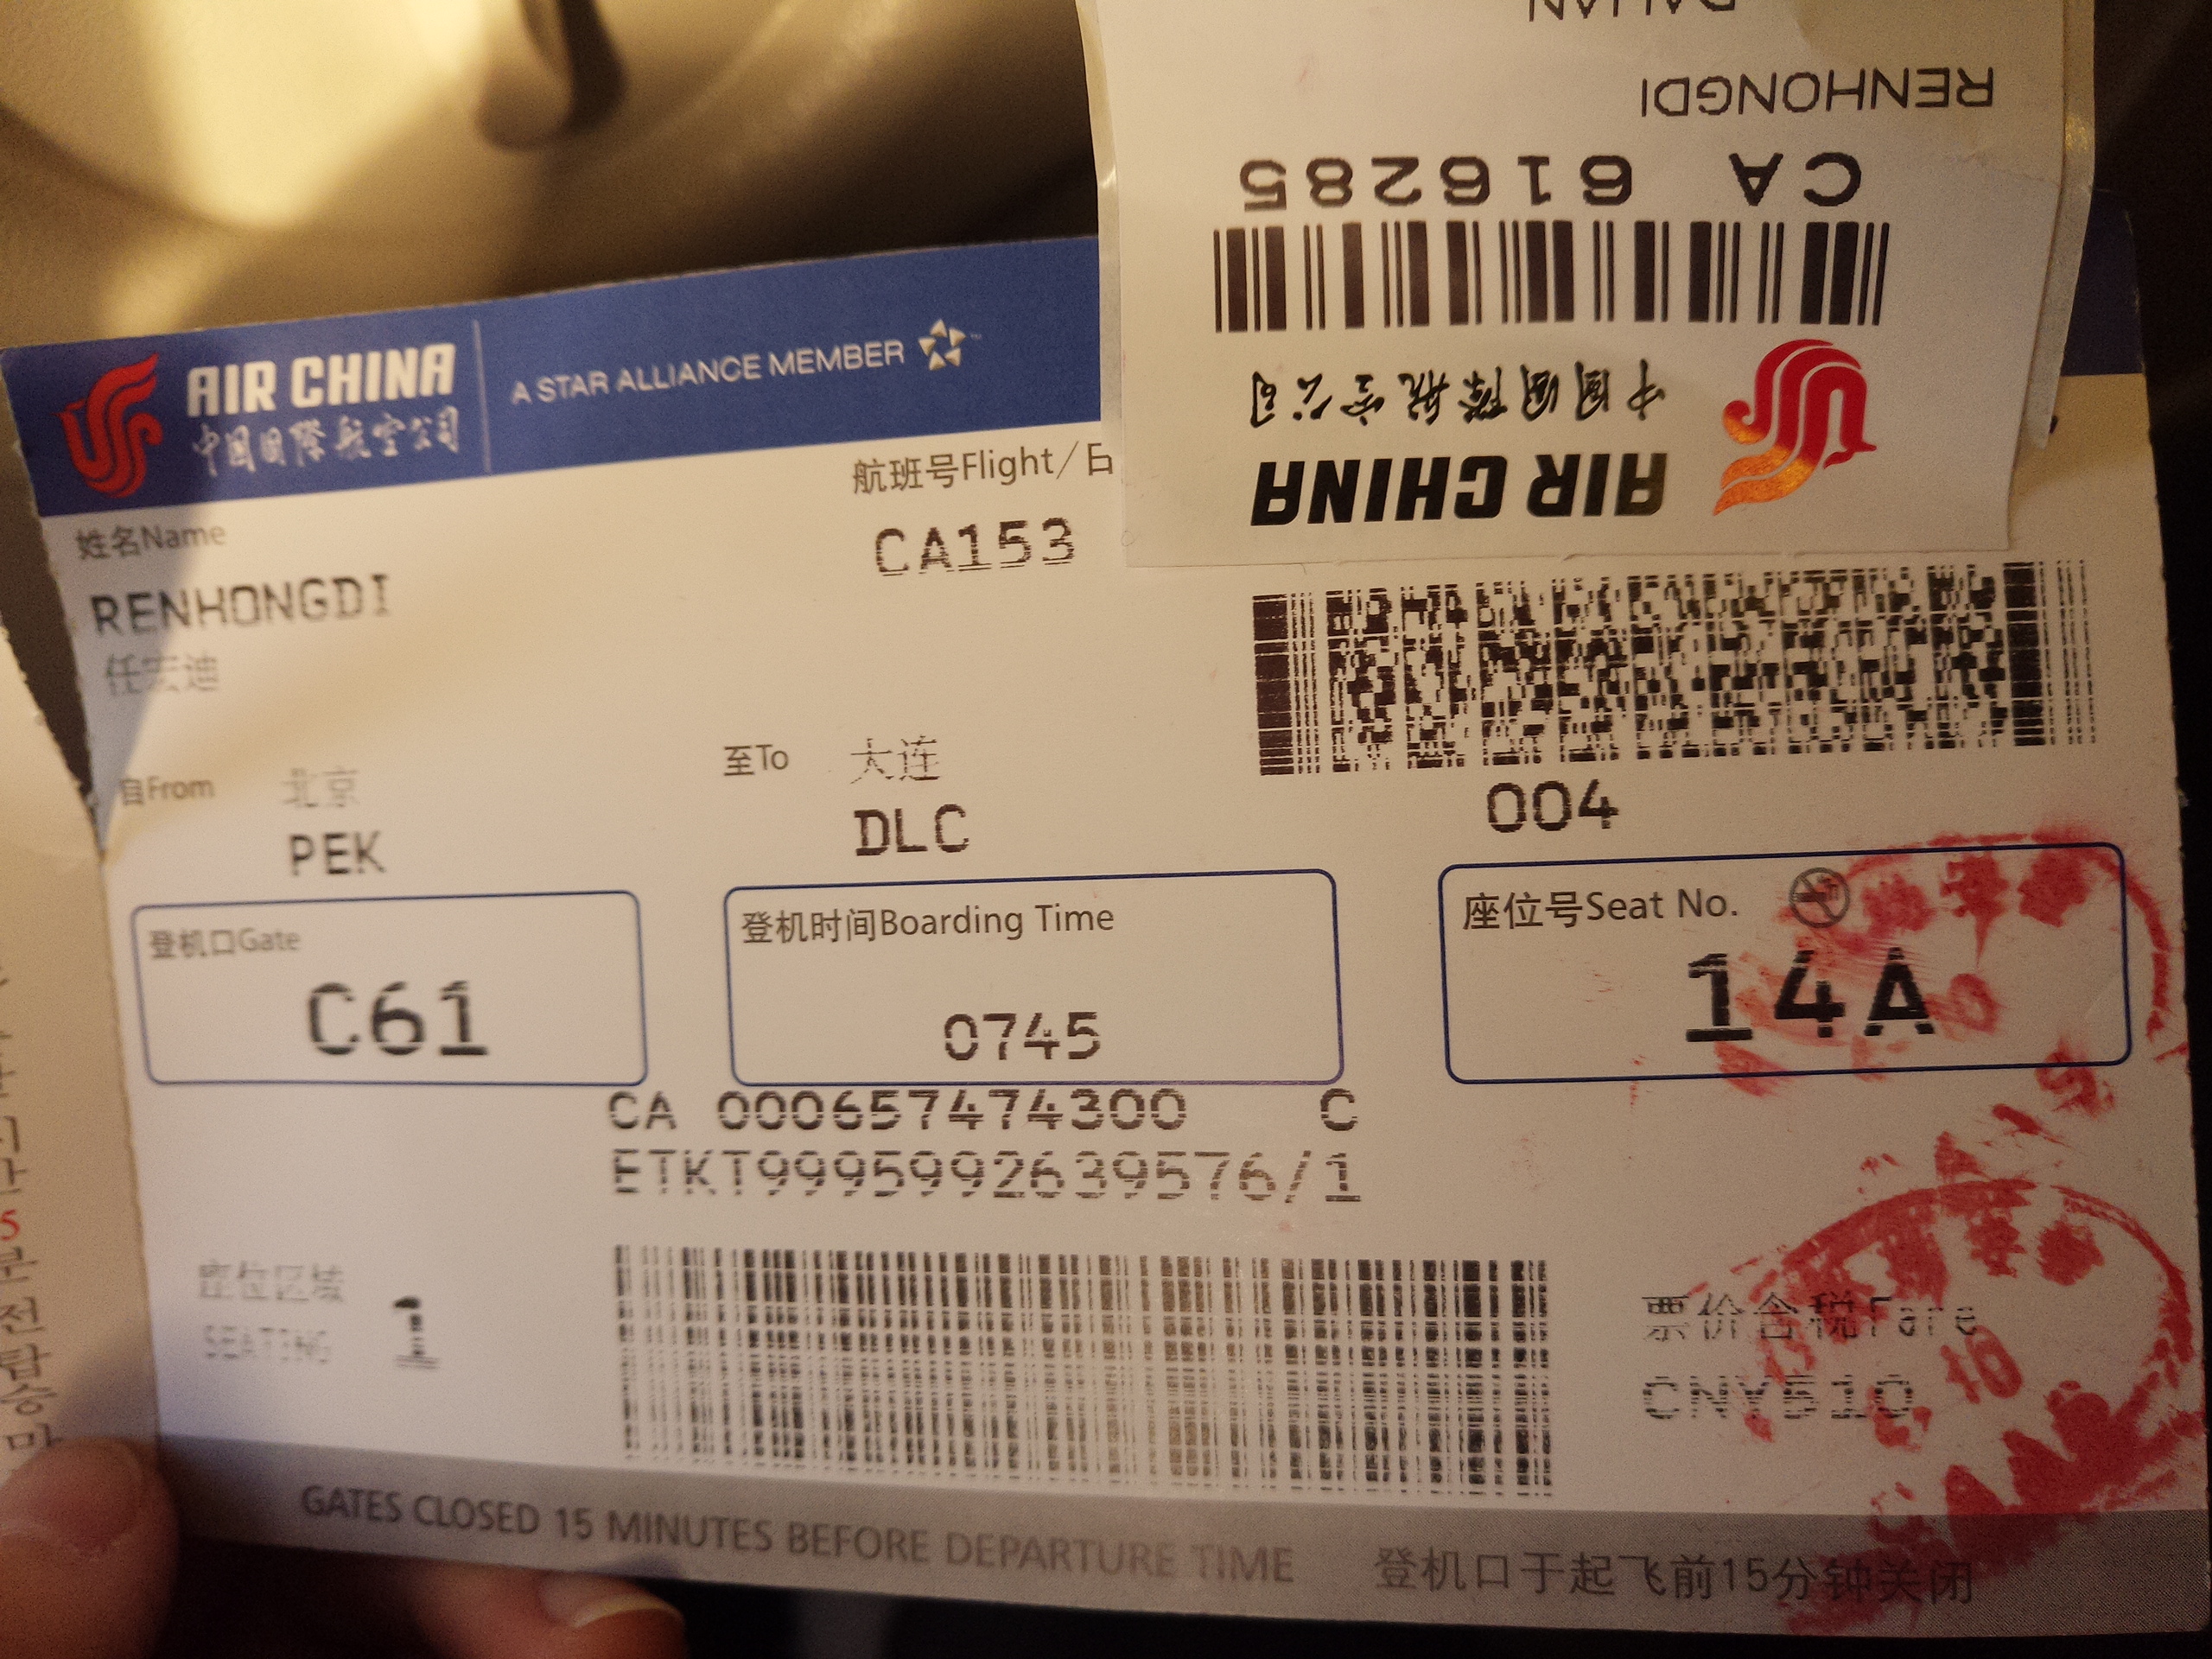 DALIAN
RENHONGDI
CA 616285
中国国际航空公司
AIR CHINA
AIR CHINA
中国国际航空公司
A STAR ALLIANCE MEMBER
航班号Flight/日
CA153
姓名Name
RENHONGDI
任宏迪
自From 北京
PEK
至To 大连
DLC
004
登机口Gate
C61
登机时间Boarding Time
0745
座位号Seat No.
14A
CA 000657474300 C
ETKT9995992639576/1
座位区域
SEATING 1
票价含税Fare
CNY510
GATES CLOSED 15 MINUTES BEFORE DEPARTURE TIME 登机口于起飞前15分钟关闭